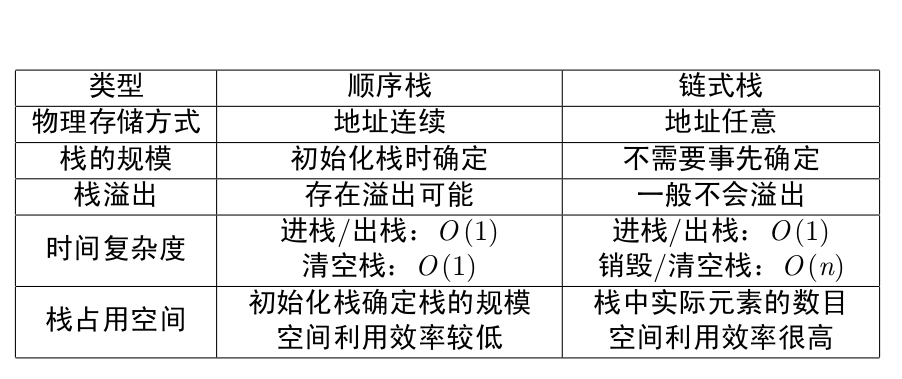 类型 顺序栈 链式栈
物理存储方式 地址连续 地址任意
栈的规模 初始化栈时确定 不需要事先确定
栈溢出 存在溢出可能 一般不会溢出
时间复杂度 进栈/出栈：O(1) 进栈/出栈：O(1)
清空栈：O(1) 销毁/清空栈：O(n)
栈占用空间 初始化栈确定栈的规模 栈中实际元素的数目
空间利用效率较低 空间利用效率很高